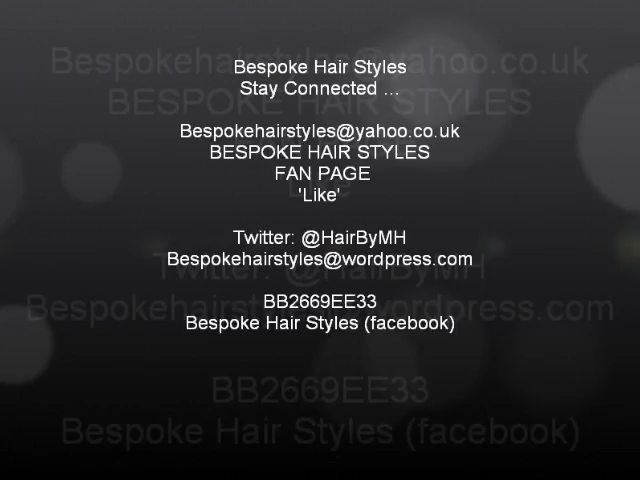 Bespoke Hair Styles
Stay Connected ...
Bespokehairstyles@yahoo.co.uk
BESPOKE HAIR STYLES
FAN PAGE
'Like'
Twitter: @HairByMH
Bespokehairstyles@wordpress.com
BB2669EE33
Bespoke Hair Styles (facebook)